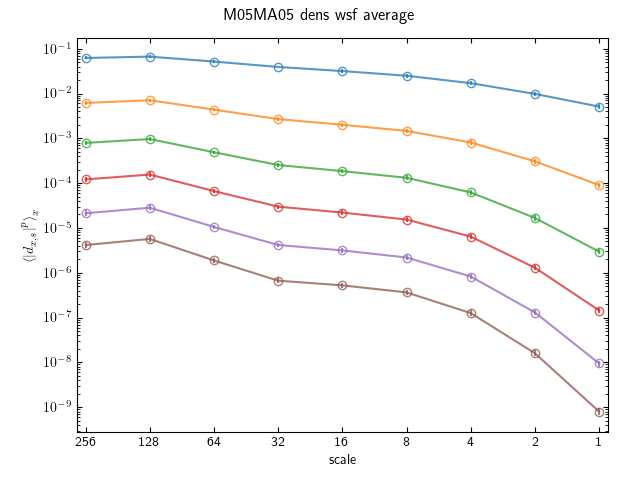 M05MA05 dens wsf average
10⁻¹
10⁻²
10⁻³
10⁻⁴
10⁻⁵
10⁻⁶
10⁻⁷
10⁻⁸
10⁻⁹
⟨|d_{x,s}|^p⟩_x
256 128 64 32 16 8 4 2 1
scale